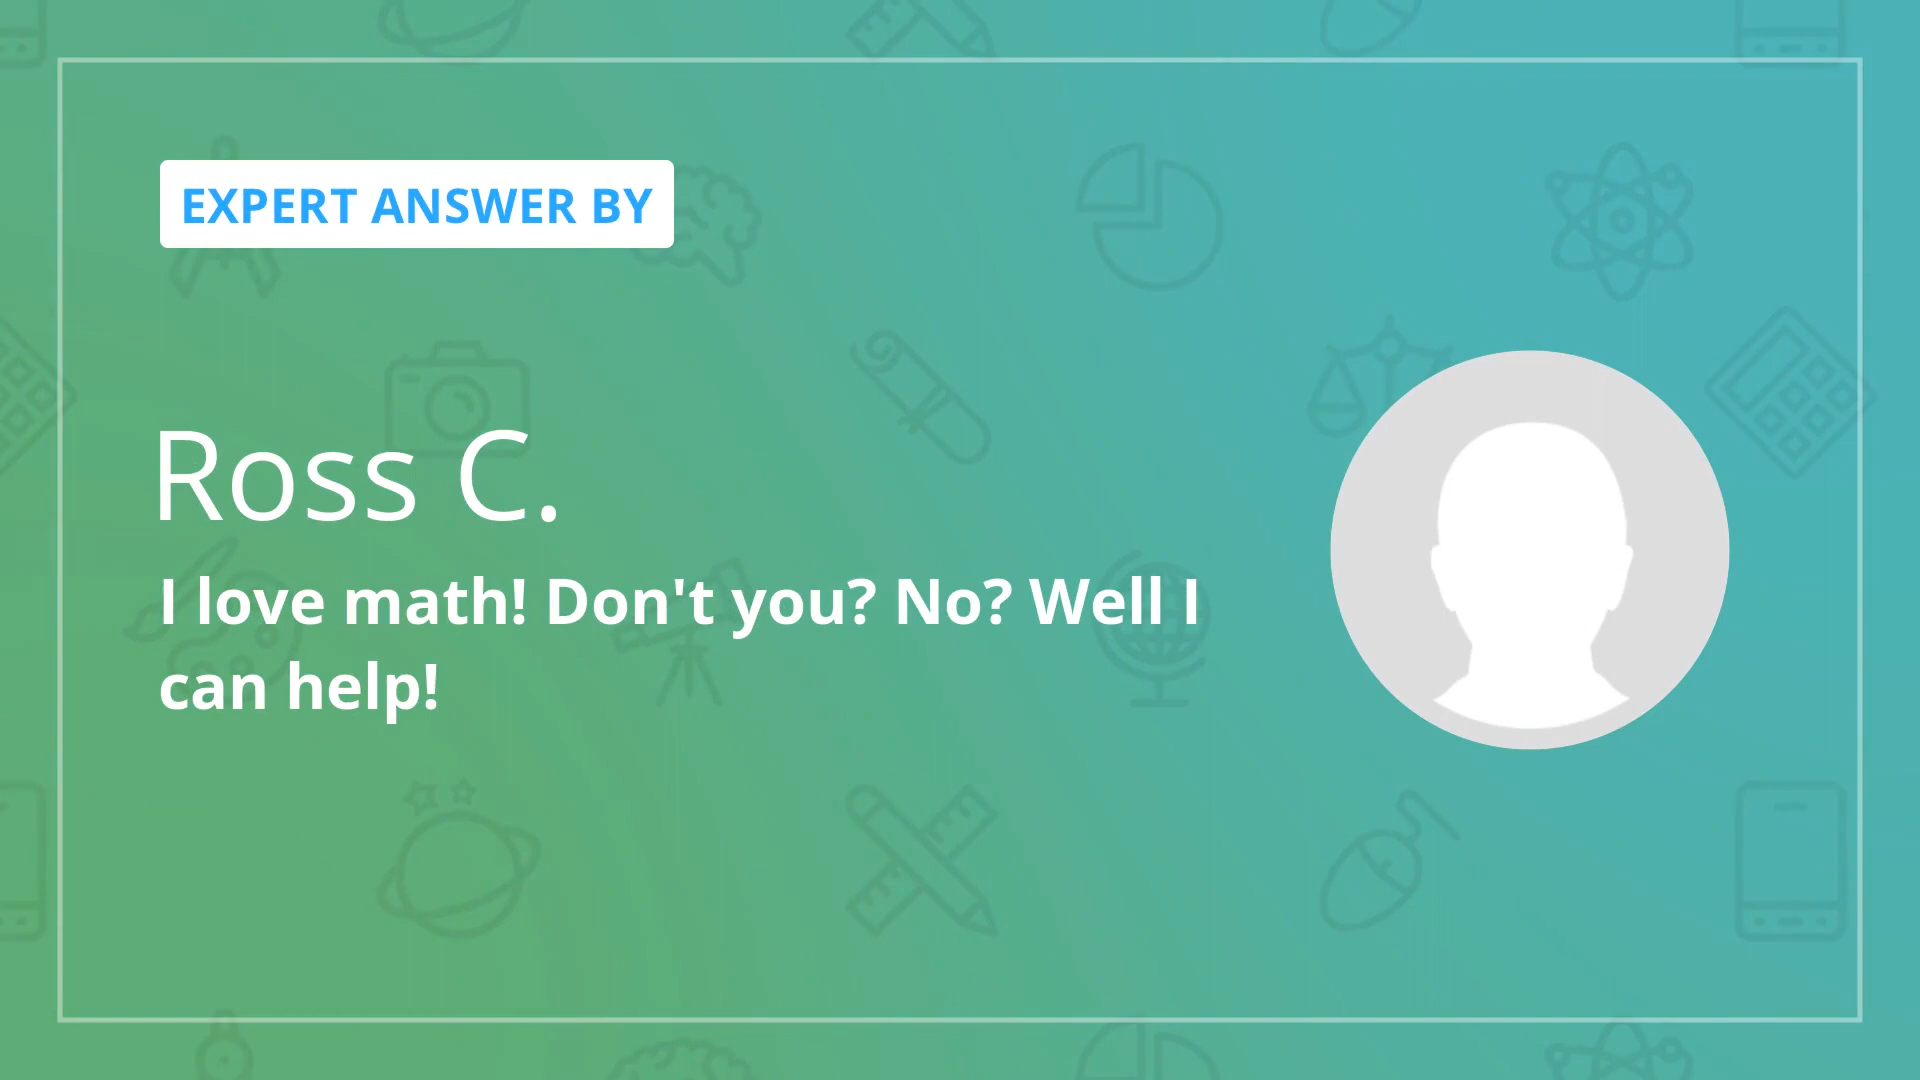 EXPERT ANSWER BY
Ross C.
I love math! Don't you? No? Well I
can help!